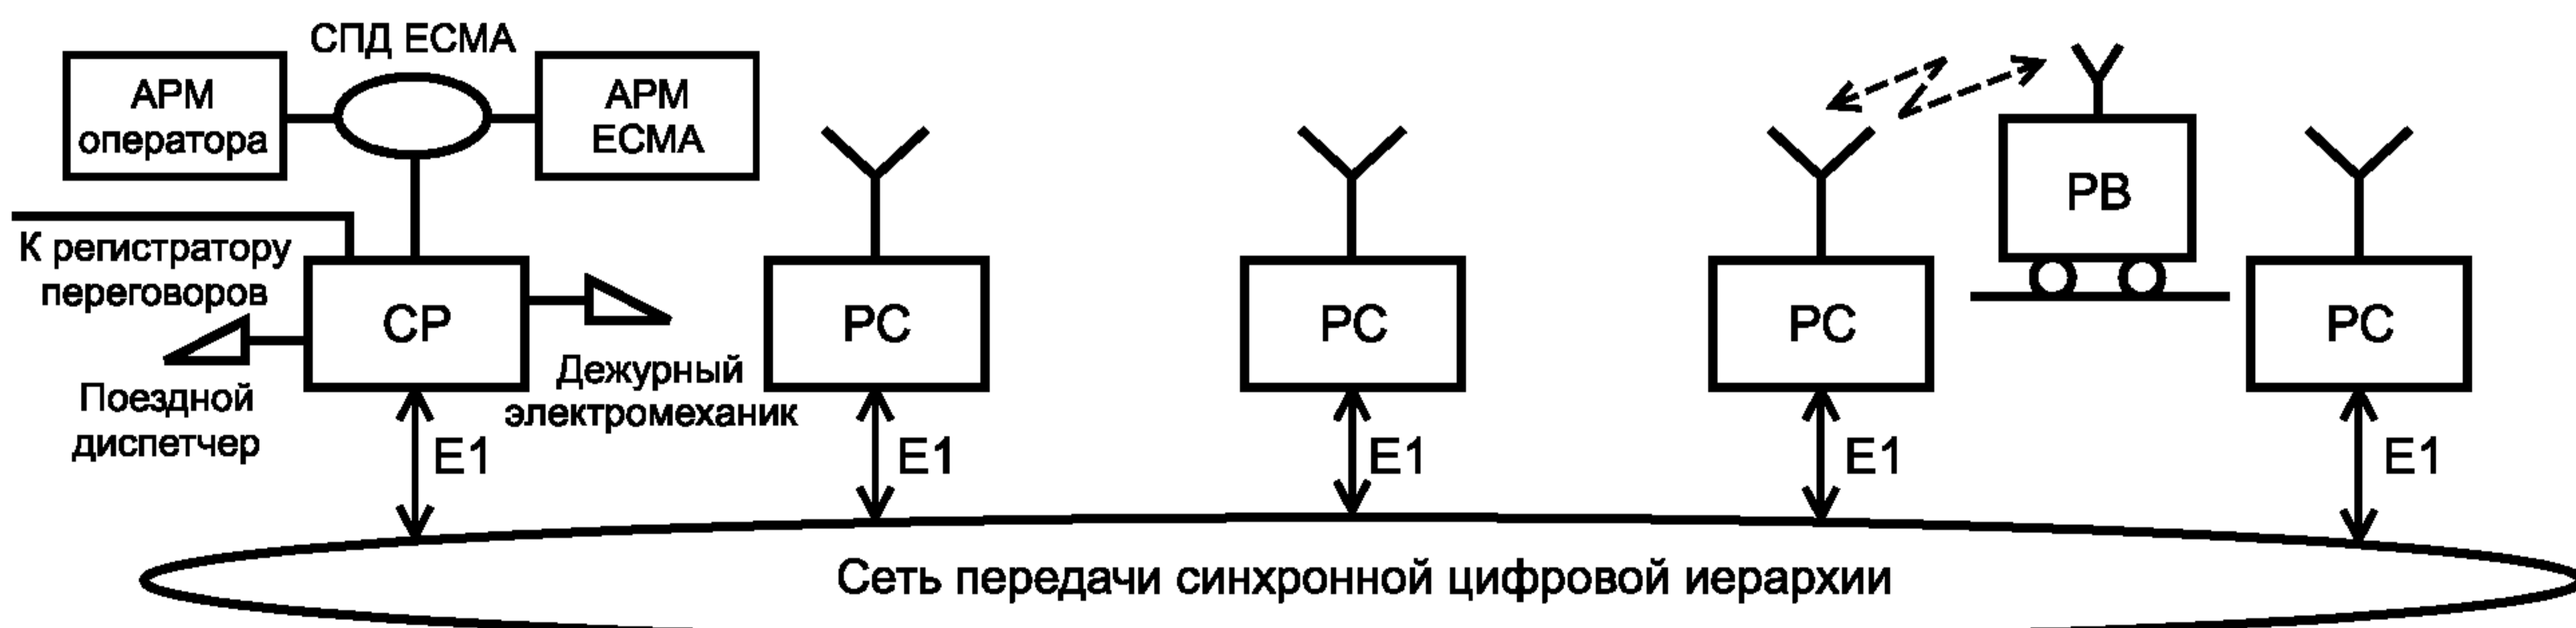 СПД ЕСМА
АРМ
оператора
АРМ
ЕСМА
К регистратору
переговоров
СР
Поездной
диспетчер
Дежурный
электромеханик
РС
РС
РС
РВ
РС
Е1
Е1
Е1
Е1
Е1
Сеть передачи синхронной цифровой иерархии